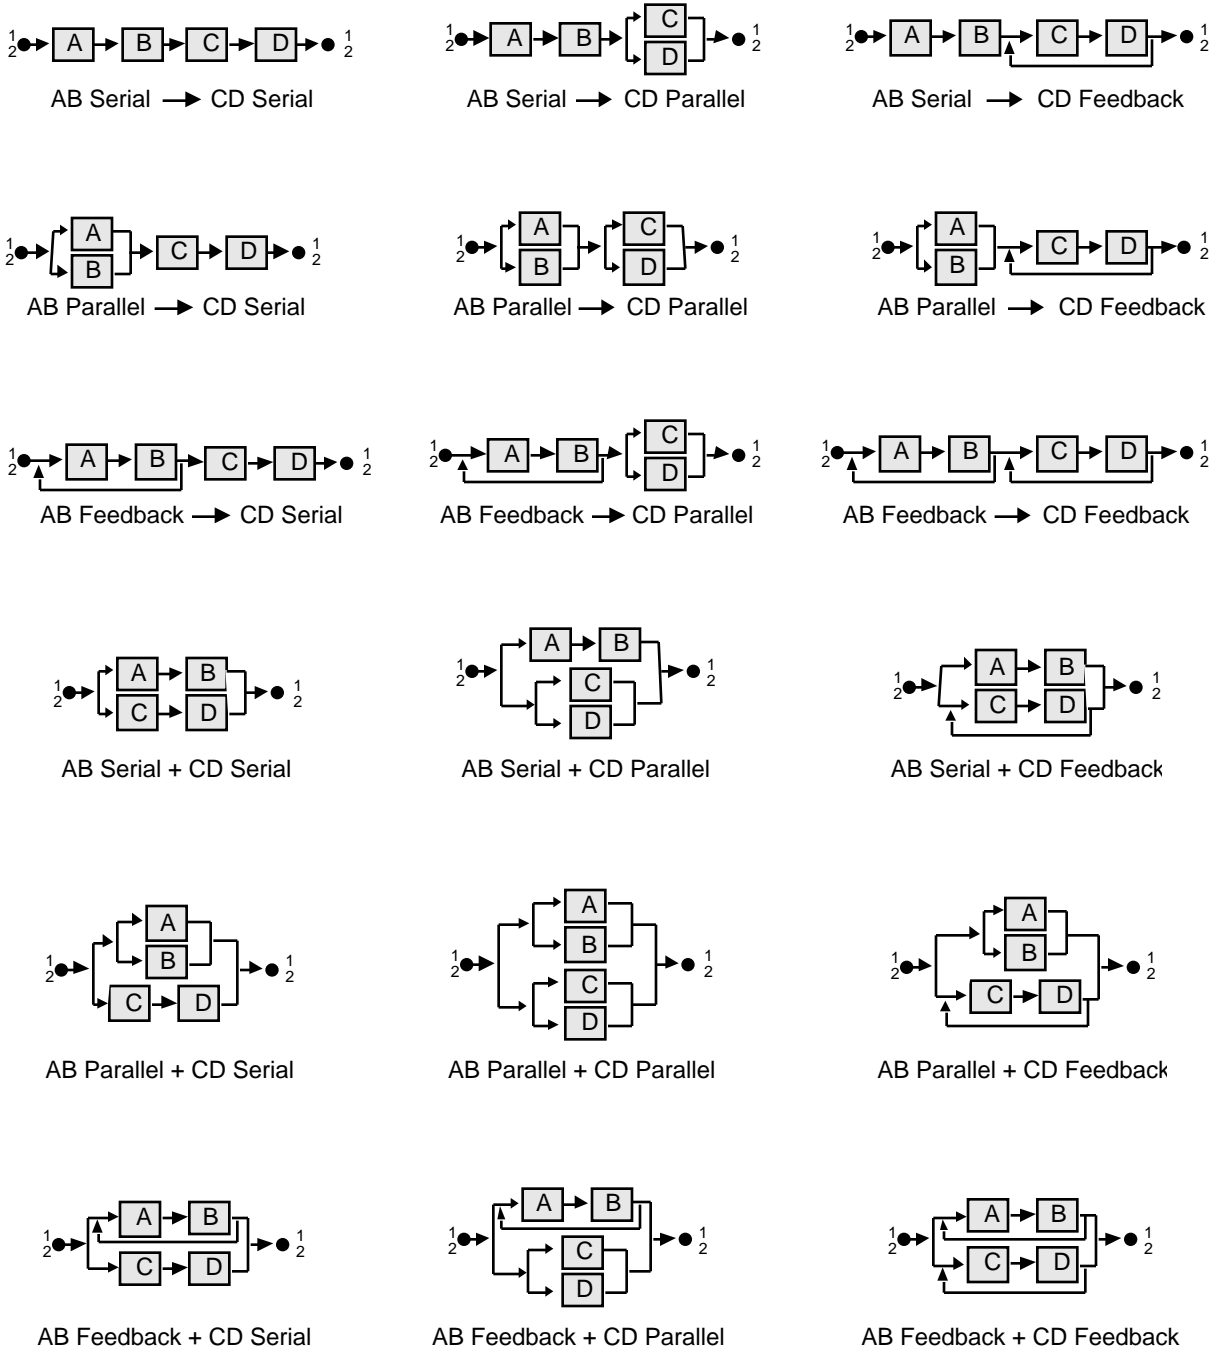 1 2 A B C D 1 2
AB Serial → CD Serial
1 2 A B C D 1 2
AB Serial → CD Parallel
1 2 A B C D 1 2
AB Serial → CD Feedback
1 2 A B C D 1 2
AB Parallel → CD Serial
1 2 A B C D 1 2
AB Parallel → CD Parallel
1 2 A B C D 1 2
AB Parallel → CD Feedback
1 2 A B C D 1 2
AB Feedback → CD Serial
1 2 A B C D 1 2
AB Feedback → CD Parallel
1 2 A B C D 1 2
AB Feedback → CD Feedback
1 2 A B C D 1 2
AB Serial + CD Serial
1 2 A B C D 1 2
AB Serial + CD Parallel
1 2 A B C D 1 2
AB Serial + CD Feedback
1 2 A B C D 1 2
AB Parallel + CD Serial
1 2 A B C D 1 2
AB Parallel + CD Parallel
1 2 A B C D 1 2
AB Parallel + CD Feedback
1 2 A B C D 1 2
AB Feedback + CD Serial
1 2 A B C D 1 2
AB Feedback + CD Parallel
1 2 A B C D 1 2
AB Feedback + CD Feedback